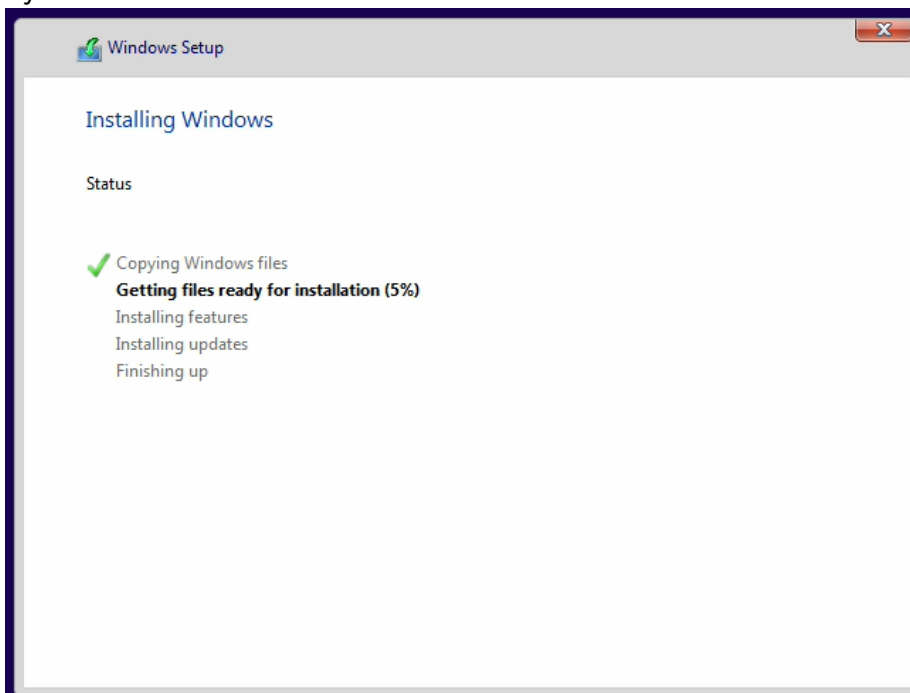 Windows Setup
Installing Windows
Status
Copying Windows files
Getting files ready for installation (5%)
Installing features
Installing updates
Finishing up